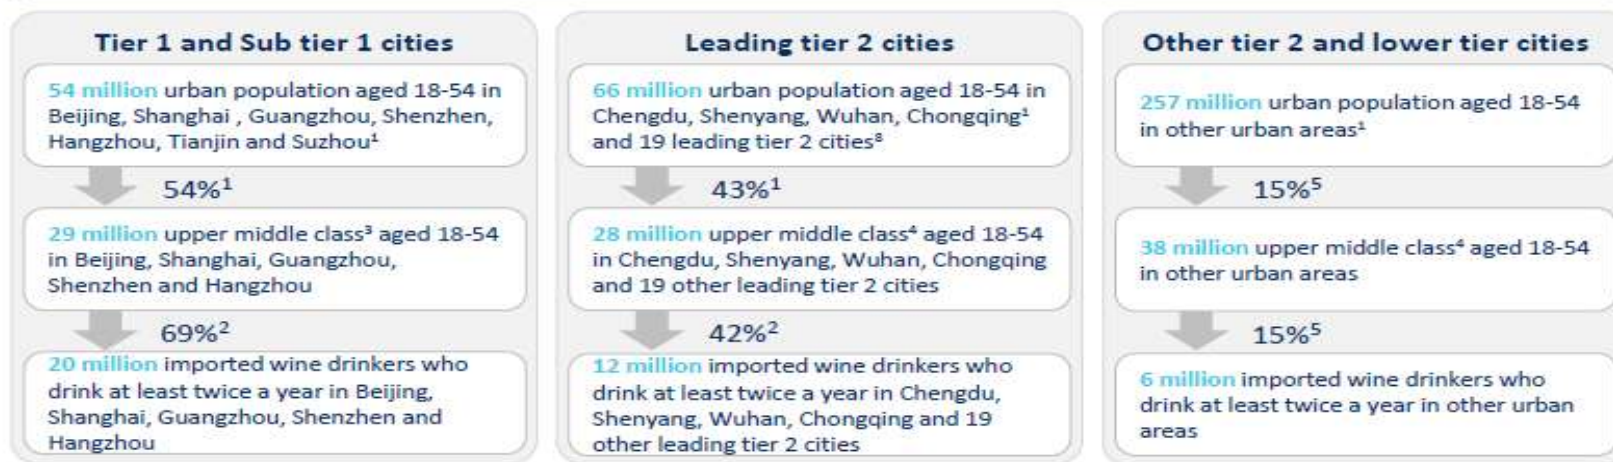 Tier 1 and Sub tier 1 cities
54 million urban population aged 18-54 in
Beijing, Shanghai , Guangzhou, Shenzhen,
Hangzhou, Tianjin and Suzhou¹
54%¹
29 million upper middle class³ aged 18-54
in Beijing, Shanghai, Guangzhou,
Shenzhen and Hangzhou
69%²
20 million imported wine drinkers who
drink at least twice a year in Beijing,
Shanghai, Guangzhou, Shenzhen and
Hangzhou
Leading tier 2 cities
66 million urban population aged 18-54 in
Chengdu, Shenyang, Wuhan, Chongqing¹
and 19 leading tier 2 cities⁸
43%¹
28 million upper middle class⁴ aged 18-54
in Chengdu, Shenyang, Wuhan, Chongqing
and 19 other leading tier 2 cities
42%²
12 million imported wine drinkers who
drink at least twice a year in Chengdu,
Shenyang, Wuhan, Chongqing and 19
other leading tier 2 cities
Other tier 2 and lower tier cities
257 million urban population aged 18-54
in other urban areas¹
15%⁵
38 million upper middle class⁴ aged 18-54
in other urban areas
15%⁵
6 million imported wine drinkers who
drink at least twice a year in other urban
areas